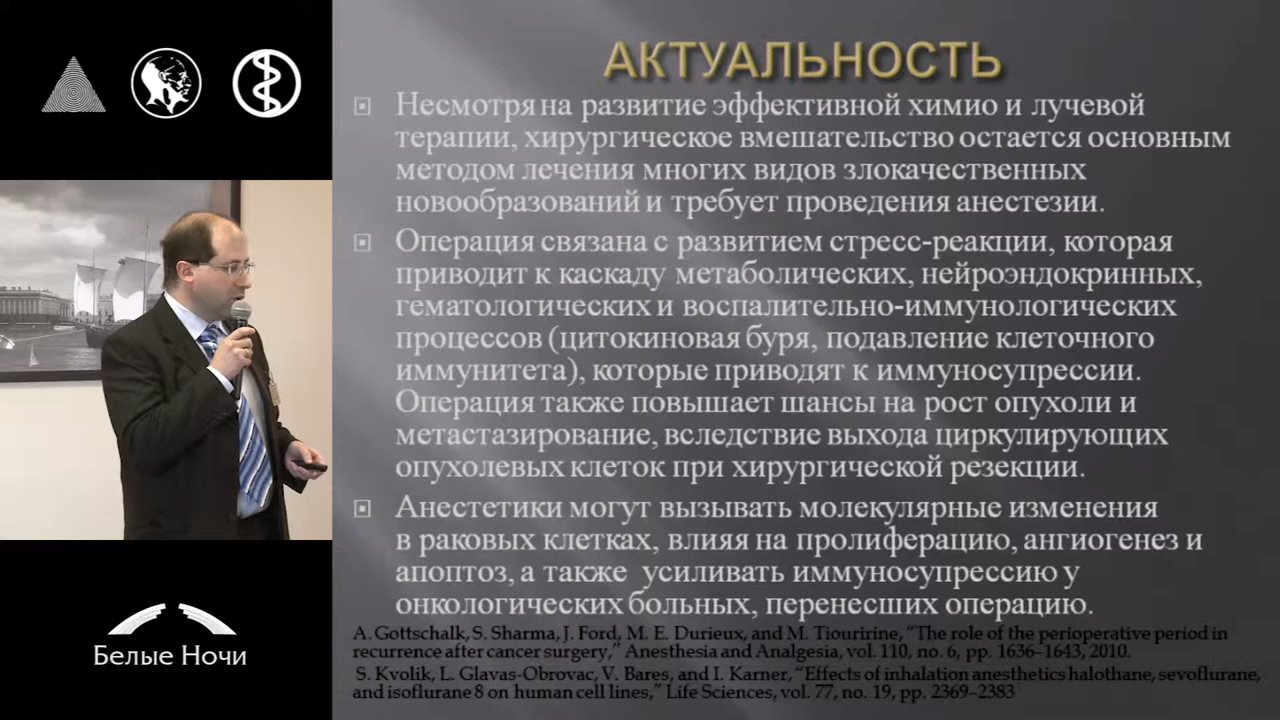 АКТУАЛЬНОСТЬ
Несмотря на развитие эффективной химио и лучевой
терапии, хирургическое вмешательство остается основным
методом лечения многих видов злокачественных
новообразований и требует проведения анестезии.
Операция связана с развитием стресс-реакции, которая
приводит к каскаду метаболических, нейроэндокринных,
гематологических и воспалительно-иммунологических
процессов (цитокиновая буря, подавление клеточного
иммунитета), которые приводят к иммуносупрессии.
Операция также повышает шансы на рост опухоли и
метастазирование, вследствие выхода циркулирующих
опухолевых клеток при хирургической резекции.
Анестетики могут вызывать молекулярные изменения
в раковых клетках, влияя на пролиферацию, ангиогенез и
апоптоз, а также усиливать иммуносупрессию у
онкологических больных, перенесших операцию.
A. Gottschalk, S. Sharma, J. Ford, M. E. Durieux, and M. Tiouririne, “The role of the perioperative period in
recurrence after cancer surgery,” Anesthesia and Analgesia, vol. 110, no. 6, pp. 1636–1643, 2010.
S. Kvolik, L. Glavas-Obrovac, V. Bares, and I. Karner, “Effects of inhalation anesthetics halothane, sevoflurane,
and isoflurane 8 on human cell lines,” Life Sciences, vol. 77, no. 19, pp. 2369–2383
Белые Ночи